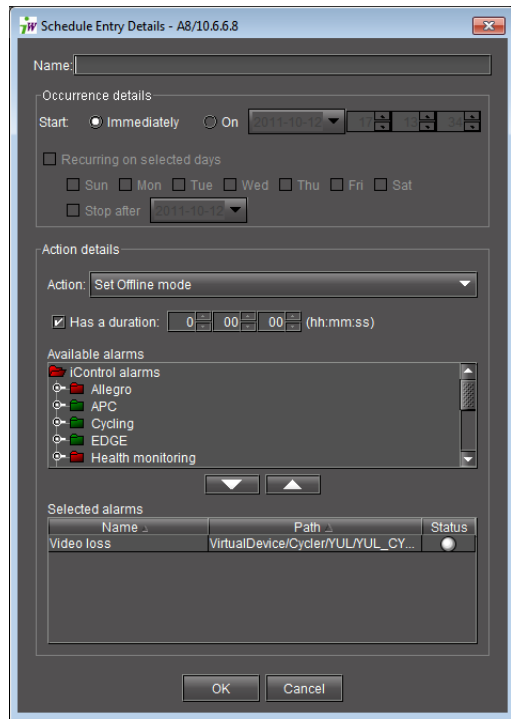 Schedule Entry Details - A8/10.6.6.8
Name:
Occurrence details
Start: Immediately On 2011-10-12 17 13 34
Recurring on selected days
Sun Mon Tue Wed Thu Fri Sat
Stop after 2011-10-12
Action details
Action: Set Offline mode
Has a duration: 0 00 00 (hh:mm:ss)
Available alarms
iControl alarms
Allegro
APC
Cycling
EDGE
Health monitoring
Selected alarms
Name Path Status
Video loss VirtualDevice/Cycler/YUL/YUL_CY...
OK Cancel